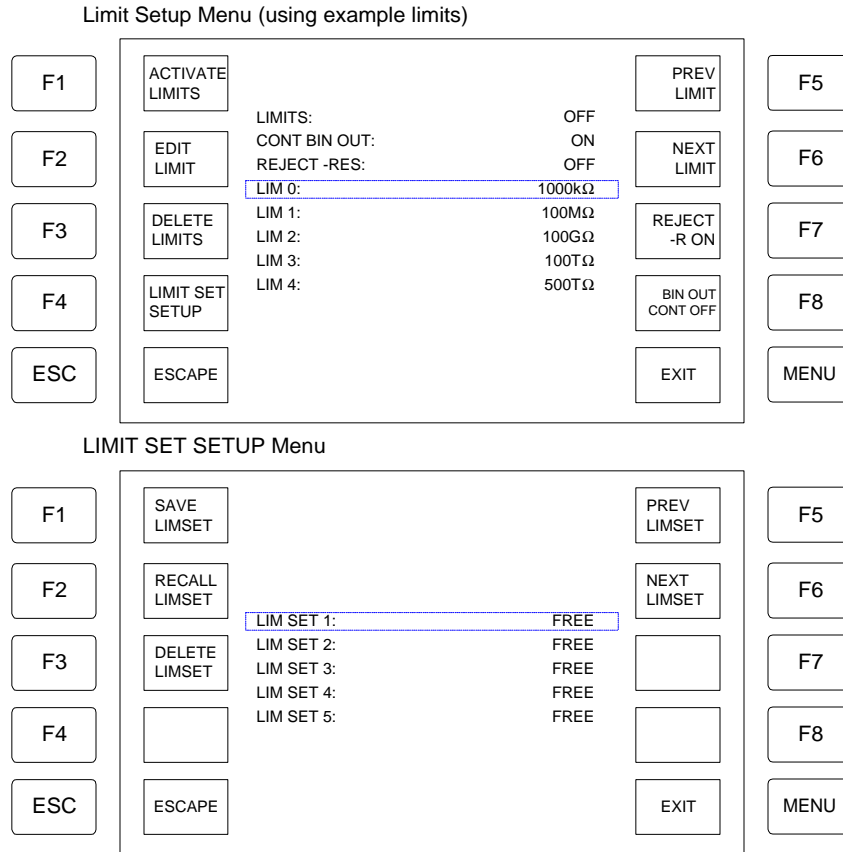 Limit Setup Menu (using example limits)
F1
ACTIVATE
LIMITS
PREV
LIMIT
F5
LIMITS: OFF
F2
EDIT
LIMIT
CONT BIN OUT: ON
REJECT -RES: OFF
NEXT
LIMIT
F6
LIM 0: 1000kΩ
F3
DELETE
LIMITS
LIM 1: 100MΩ
LIM 2: 100GΩ
LIM 3: 100TΩ
REJECT
-R ON
F7
F4
LIMIT SET
SETUP
LIM 4: 500TΩ
BIN OUT
CONT OFF
F8
ESC
ESCAPE
EXIT
MENU
LIMIT SET SETUP Menu
F1
SAVE
LIMSET
PREV
LIMSET
F5
F2
RECALL
LIMSET
NEXT
LIMSET
F6
LIM SET 1: FREE
F3
DELETE
LIMSET
LIM SET 2: FREE
LIM SET 3: FREE
LIM SET 4: FREE
F7
F4
LIM SET 5: FREE
F8
ESC
ESCAPE
EXIT
MENU